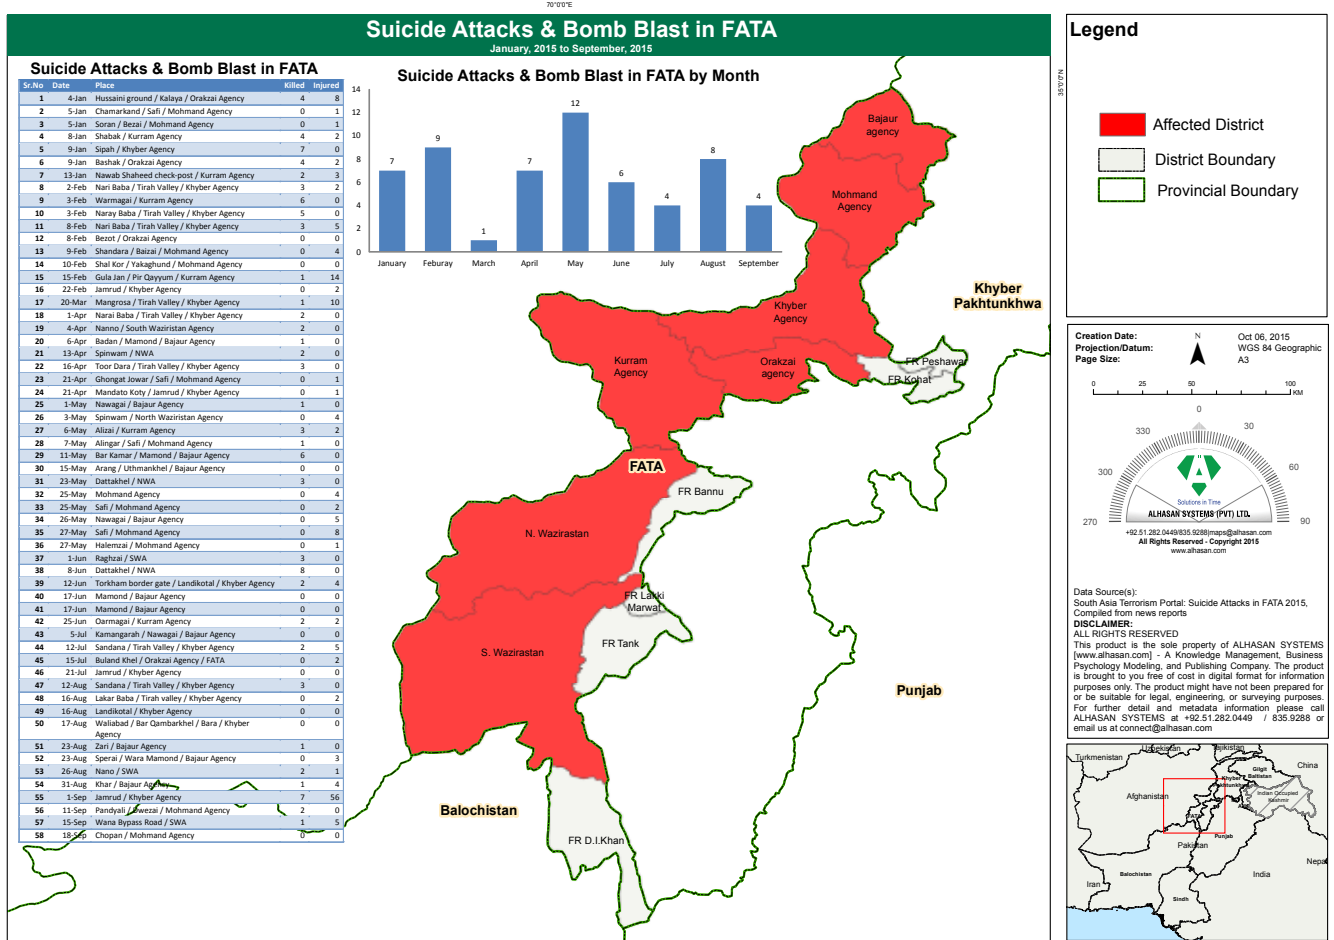 70°0'0"E
Suicide Attacks & Bomb Blast in FATA
January, 2015 to September, 2015
Suicide Attacks & Bomb Blast in FATA
Sr.No Date Place Killed Injured
1 4-Jan Hussaini ground / Kalaya / Orakzai Agency 4 8
2 5-Jan Chamarkand / Safi / Mohmand Agency 0 1
3 5-Jan Soran / Bezai / Mohmand Agency 0 1
4 8-Jan Shabak / Kurram Agency 4 2
5 9-Jan Sipah / Khyber Agency 7 0
6 9-Jan Bashak / Orakzai Agency 4 2
7 13-Jan Nawab Shaheed check-post / Kurram Agency 2 3
8 2-Feb Nari Baba / Tirah Valley / Khyber Agency 3 2
9 3-Feb Warmagai / Kurram Agency 6 0
10 3-Feb Naray Baba / Tirah Valley / Khyber Agency 5 0
11 8-Feb Nari Baba / Tirah Valley / Khyber Agency 3 5
12 8-Feb Bezot / Orakzai Agency 0 0
13 9-Feb Shandara / Baizai / Mohmand Agency 0 4
14 10-Feb Shal Kor / Yakaghund / Mohmand Agency 0 0
15 15-Feb Gula Jan / Pir Qayyum / Kurram Agency 1 14
16 22-Feb Jamrud / Khyber Agency 0 2
17 20-Mar Mangrosa / Tirah Valley / Khyber Agency 1 10
18 1-Apr Narai Baba / Tirah Valley / Khyber Agency 2 0
19 4-Apr Nanno / South Waziristan Agency 2 0
20 6-Apr Badan / Mamond / Bajaur Agency 1 0
21 13-Apr Spinwam / NWA 2 0
22 16-Apr Toor Dara / Tirah Valley / Khyber Agency 3 0
23 21-Apr Ghongat Jowar / Safi / Mohmand Agency 0 1
24 21-Apr Mandato Koty / Jamrud / Khyber Agency 0 1
25 1-May Nawagai / Bajaur Agency 1 0
26 3-May Spinwam / North Waziristan Agency 0 4
27 6-May Alizai / Kurram Agency 3 2
28 7-May Alingar / Safi / Mohmand Agency 1 0
29 11-May Bar Kamar / Mamond / Bajaur Agency 6 0
30 15-May Arang / Uthmankhel / Bajaur Agency 0 0
31 23-May Dattakhel / NWA 3 0
32 25-May Mohmand Agency 0 4
33 25-May Safi / Mohmand Agency 0 2
34 26-May Nawagai / Bajaur Agency 0 5
35 27-May Safi / Mohmand Agency 0 8
36 27-May Halemzai / Mohmand Agency 0 1
37 1-Jun Raghzai / SWA 3 0
38 8-Jun Dattakhel / NWA 8 0
39 12-Jun Torkham border gate / Landikotal / Khyber Agency 2 4
40 17-Jun Mamond / Bajaur Agency 0 0
41 17-Jun Mamond / Bajaur Agency 0 0
42 25-Jun Oarmagai / Kurram Agency 2 2
43 5-Jul Kamangarah / Nawagai / Bajaur Agency 0 0
44 12-Jul Sandana / Tirah Valley / Khyber Agency 2 5
45 15-Jul Buland Khel / Orakzai Agency / FATA 0 2
46 21-Jul Jamrud / Khyber Agency 0 0
47 12-Aug Sandana / Tirah Valley / Khyber Agency 3 0
48 16-Aug Lakar Baba / Tirah valley / Khyber Agency 0 2
49 16-Aug Landikotal / Khyber Agency 0 0
50 17-Aug Waliabad / Bar Qambarkhel / Bara / Khyber 0 0
Agency
51 23-Aug Zari / Bajaur Agency 1 0
52 23-Aug Sperai / Wara Mamond / Bajaur Agency 0 3
53 26-Aug Nano / SWA 2 1
54 31-Aug Khar / Bajaur Agency 1 4
55 1-Sep Jamrud / Khyber Agency 7 56
56 11-Sep Pandyali / Dwezai / Mohmand Agency 2 0
57 15-Sep Wana Bypass Road / SWA 1 5
58 18-Sep Chopan / Mohmand Agency 0 0
Suicide Attacks & Bomb Blast in FATA by Month
14
12
10
8
6
4
2
0
7 9 1 7 12 6 4 8 4
January Feburay March April May June July August September
Bajaur
agency
Mohmand
Agency
Khyber
Agency
Khyber
Pakhtunkhwa
Kurram
Agency
Orakzai
agency
FR Peshawar
FR Kohat
FATA
FR Bannu
N. Wazirastan
FR Lakki
Marwat
FR Tank
S. Wazirastan
Punjab
Balochistan
FR D.I.Khan
35°0'0"N
Legend
Affected District
District Boundary
Provincial Boundary
Creation Date: Oct 06, 2015
Projection/Datum: WGS 84 Geographic
Page Size: A3
N
0 25 50 100
KM
0
330 30
300 60
270 90
Solutions in Time
ALHASAN SYSTEMS (PVT) LTD.
+92.51.282.0449/835.9288|maps@alhasan.com
All Rights Reserved - Copyright 2015
www.alhasan.com
Data Source(s):
South Asia Terrorism Portal: Suicide Attacks in FATA 2015,
Compiled from news reports
DISCLAIMER:
ALL RIGHTS RESERVED
This product is the sole property of ALHASAN SYSTEMS
[www.alhasan.com] - A Knowledge Management, Business
Psychology Modeling, and Publishing Company. The product
is brought to you free of cost in digital format for information
purposes only. The product might have not been prepared for
or be suitable for legal, engineering, or surveying purposes.
For further detail and metadata information please call
ALHASAN SYSTEMS at +92.51.282.0449 / 835.9288 or
email us at connect@alhasan.com
Uzbekistan
Tajikistan
Turkmenistan
China
Gilgit
Baltistan
Khyber
Afghanistan
Indian Occupied
Kashmir
FATA
Punjab
Pakistan
Nepal
Balochistan
India
Iran
Sindh